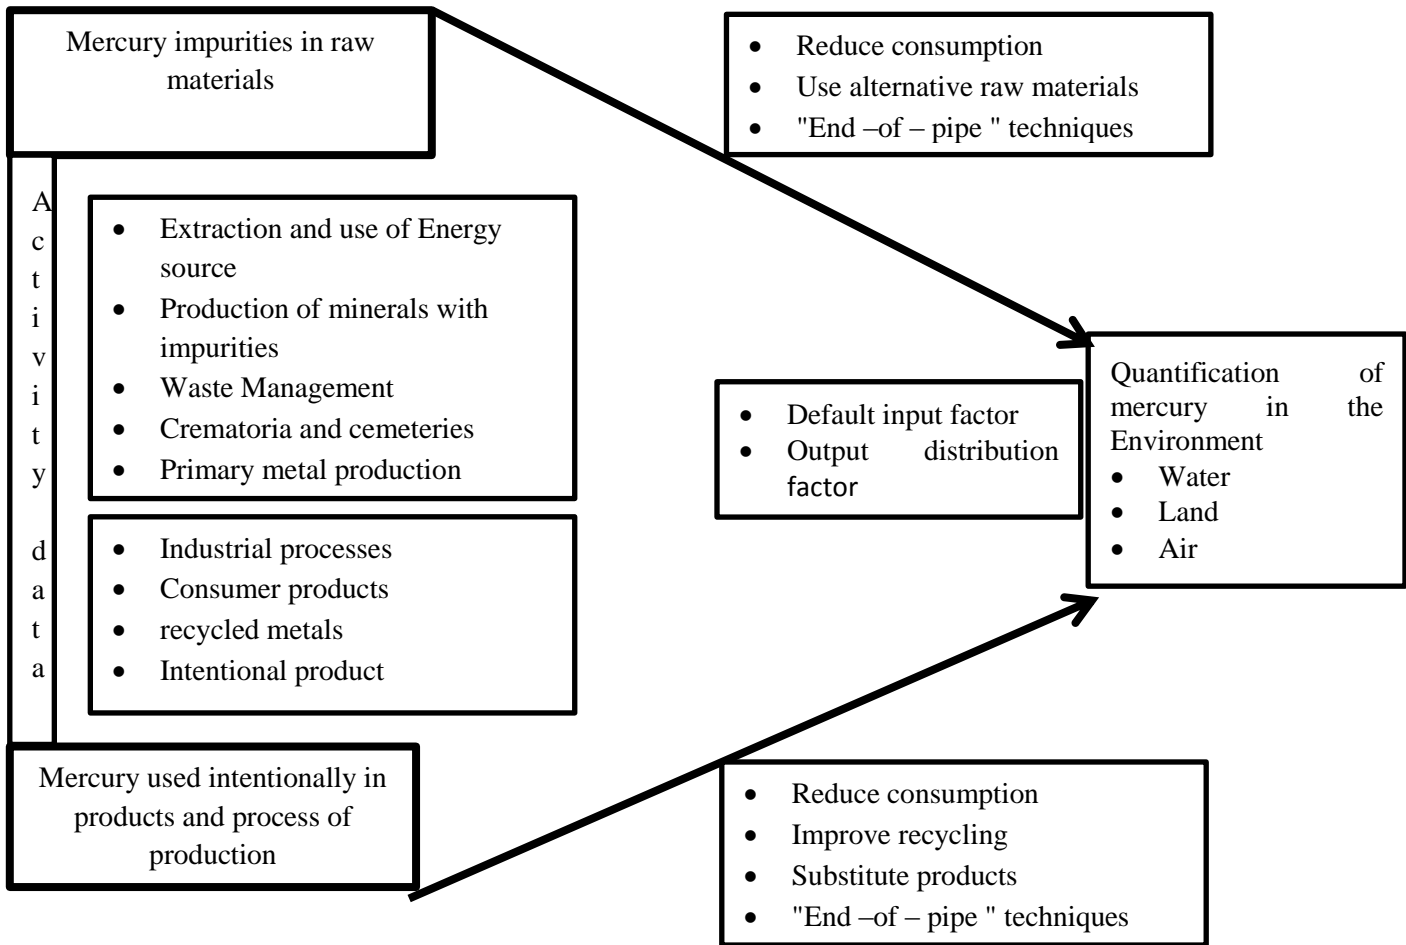 Mercury impurities in raw
materials
• Reduce consumption
• Use alternative raw materials
• "End –of – pipe " techniques
A
c
t
i
v
i
t
y
d
a
t
a
• Extraction and use of Energy
source
• Production of minerals with
impurities
• Waste Management
• Crematoria and cemeteries
• Primary metal production
• Industrial processes
• Consumer products
• recycled metals
• Intentional product
• Default input factor
• Output distribution
factor
Quantification of
mercury in the
Environment
• Water
• Land
• Air
Mercury used intentionally in
products and process of
production
• Reduce consumption
• Improve recycling
• Substitute products
• "End –of – pipe " techniques